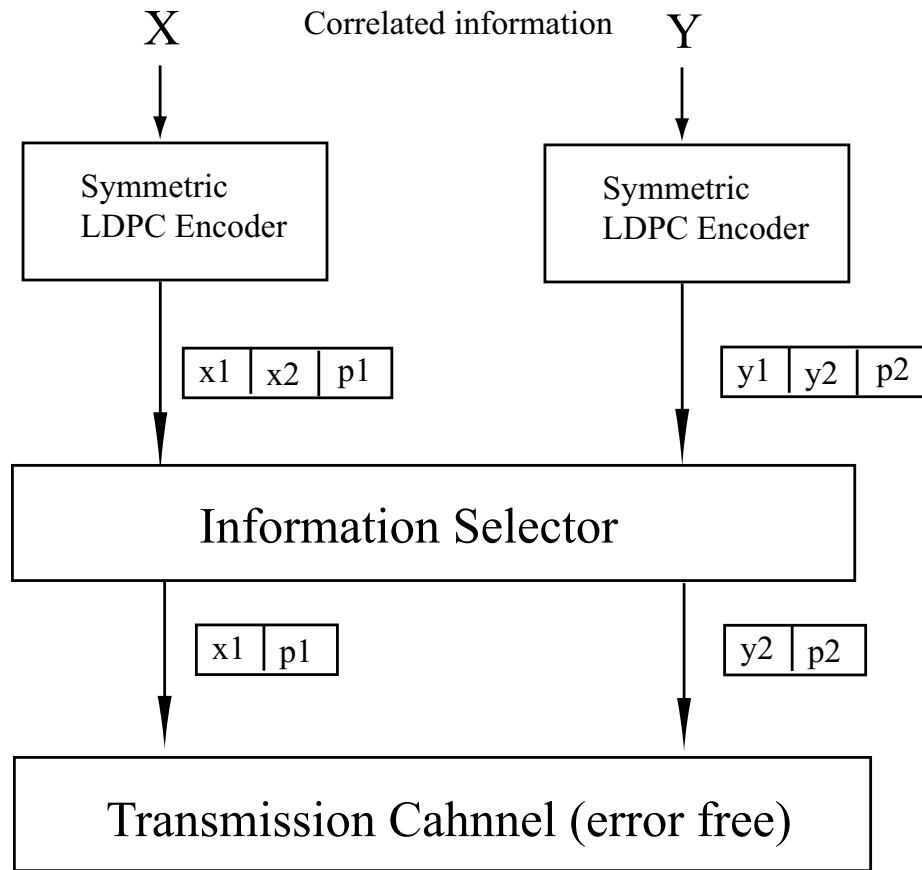 X
Correlated information
Y
Symmetric
LDPC Encoder
Symmetric
LDPC Encoder
x1 x2 p1
y1 y2 p2
Information Selector
x1 p1
y2 p2
Transmission Cahnnel (error free)